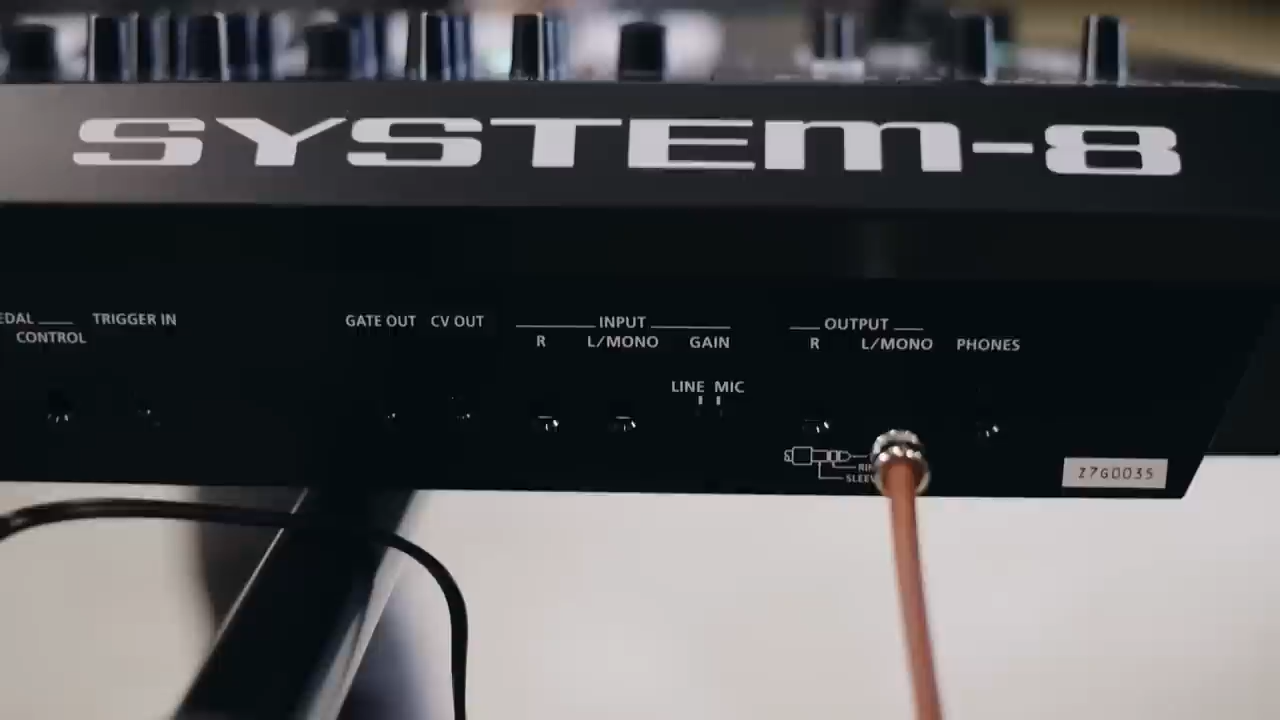 SYSTEM-8
EDAL
CONTROL
TRIGGER IN
GATE OUT
CV OUT
INPUT
R
L/MONO
GAIN
LINE
MIC
OUTPUT
R
L/MONO
PHONES
Z7G0035